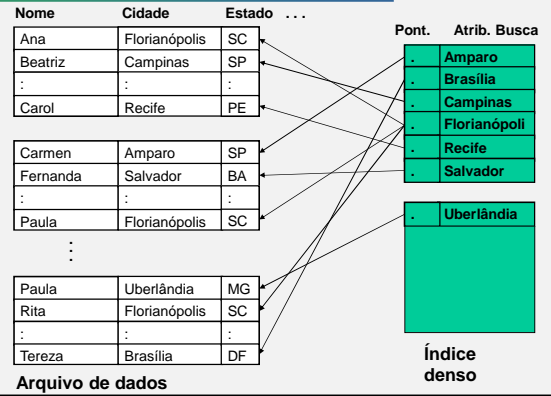 Nome Cidade Estado . . .
Ana Florianópolis SC
Beatriz Campinas SP
: : :
Carol Recife PE
Carmen Amparo SP
Fernanda Salvador BA
: : :
Paula Florianópolis SC
. . .
Paula Uberlândia MG
Rita Florianópolis SC
: : :
Tereza Brasília DF
Arquivo de dados
Pont. Atrib. Busca
. Amparo
. Brasília
. Campinas
. Florianópoli
. Recife
. Salvador
. Uberlândia
Índice
denso